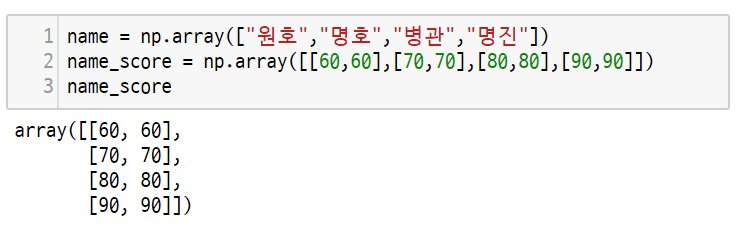 1 name = np.array(["원호","명호","병관","명진"])
2 name_score = np.array([[60,60],[70,70],[80,80],[90,90]])
3 name_score
array([[60, 60],
       [70, 70],
       [80, 80],
       [90, 90]])